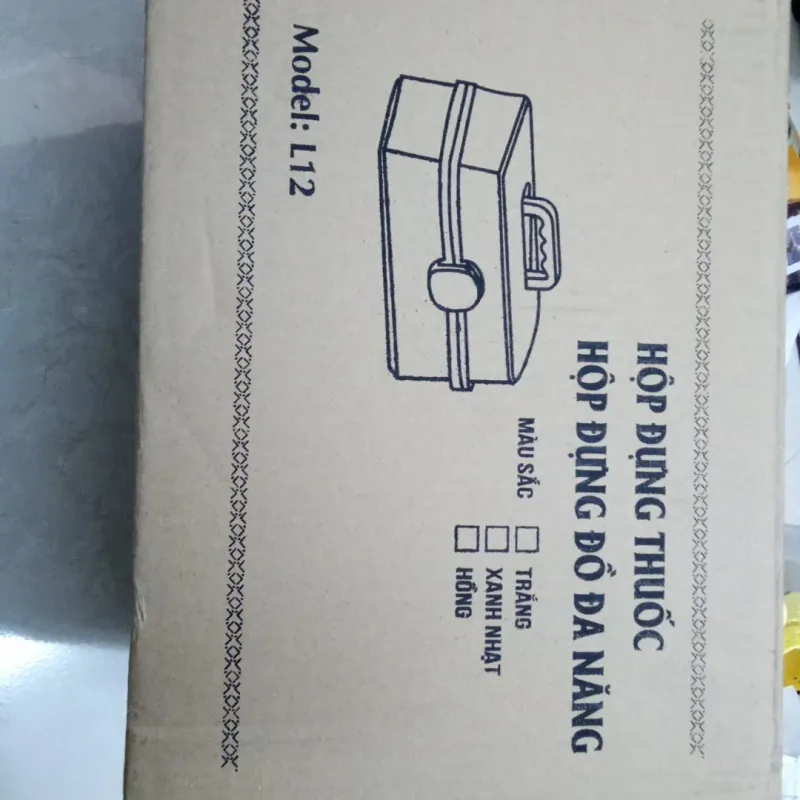 HỘP ĐỰNG THUỐC
HỘP ĐỰNG ĐỒ ĐA NĂNG
MÀU SẮC
TRẮNG
XANH NHẠT
HỒNG
Model: L12